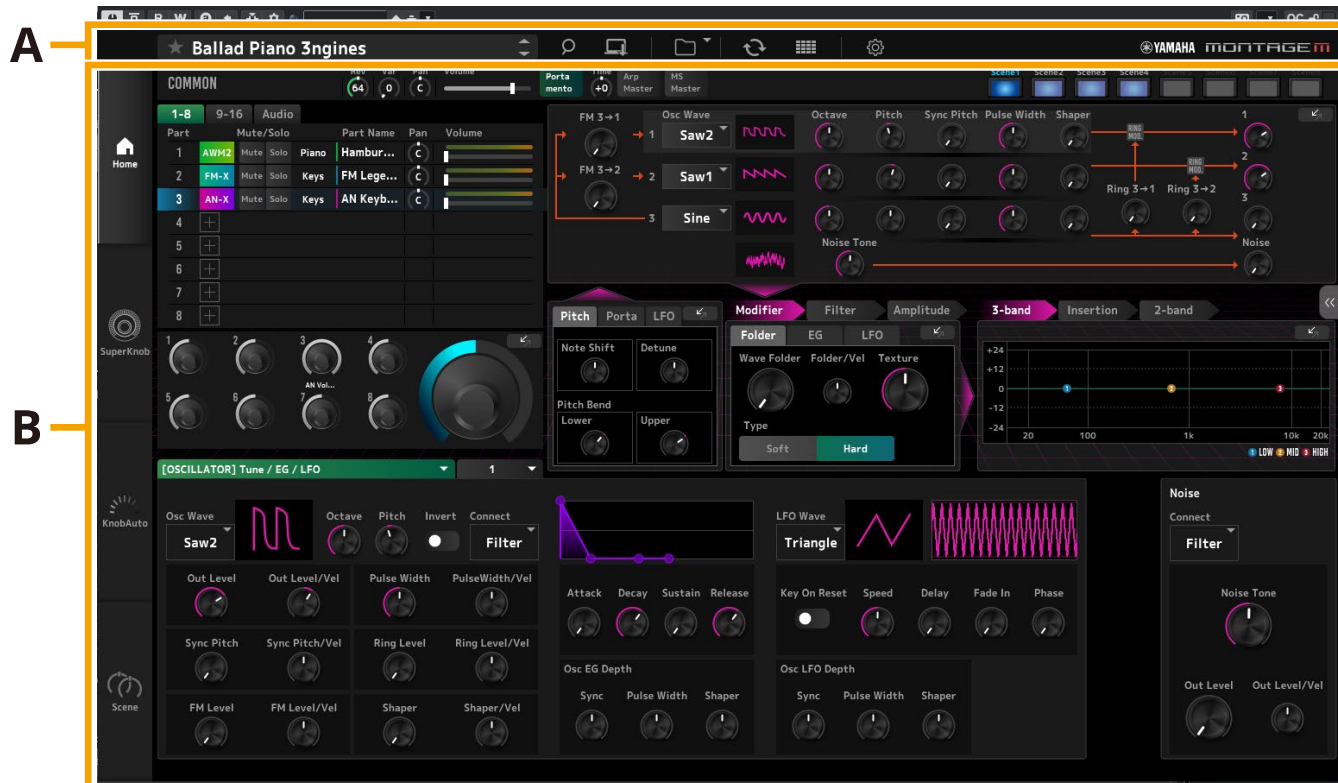 R W
QC
A
Ballad Piano 3ngines
YAMAHA MONTAGE M
B
COMMON
Rev Var Pan Volume
64 0 C
Porta mento
Time +0
Arp Master
MS Master
Scene1 Scene2 Scene3 Scene4
Home
SuperKnob
KnobAuto
Scene
1-8 9-16 Audio
Part Mute/Solo Part Name Pan Volume
1 AWM2 Mute Solo Piano Hambur... C
2 FM-X Mute Solo Keys FM Lege... C
3 AN-X Mute Solo Keys AN Keyb... C
4
5
6
7
8
1 2 3 4
AN Vol...
5 6 7 8
FM 3→1
FM 3→2
Osc Wave Octave Pitch Sync Pitch Pulse Width Shaper
1 Saw2
2 Saw1
3 Sine
RING MOD.
RING MOD.
Ring 3→1 Ring 3→2
1
2
3
Noise Tone
Noise
Pitch Porta LFO
Note Shift Detune
Pitch Bend
Lower Upper
Modifier Filter Amplitude
Folder EG LFO
Wave Folder Folder/Vel Texture
Type
Soft Hard
3-band Insertion 2-band
+24
+12
0
-12
-24
1 2 3
20 100 1k 10k 20k
1 LOW 2 MID 3 HIGH
[OSCILLATOR] Tune / EG / LFO 1
Osc Wave Octave Pitch Invert Connect
Saw2 Filter
Out Level Out Level/Vel Pulse Width PulseWidth/Vel
Sync Pitch Sync Pitch/Vel Ring Level Ring Level/Vel
FM Level FM Level/Vel Shaper Shaper/Vel
Attack Decay Sustain Release
Osc EG Depth
Sync Pulse Width Shaper
LFO Wave
Triangle
Key On Reset Speed Delay Fade In Phase
Osc LFO Depth
Sync Pulse Width Shaper
Noise
Connect
Filter
Noise Tone
Out Level Out Level/Vel